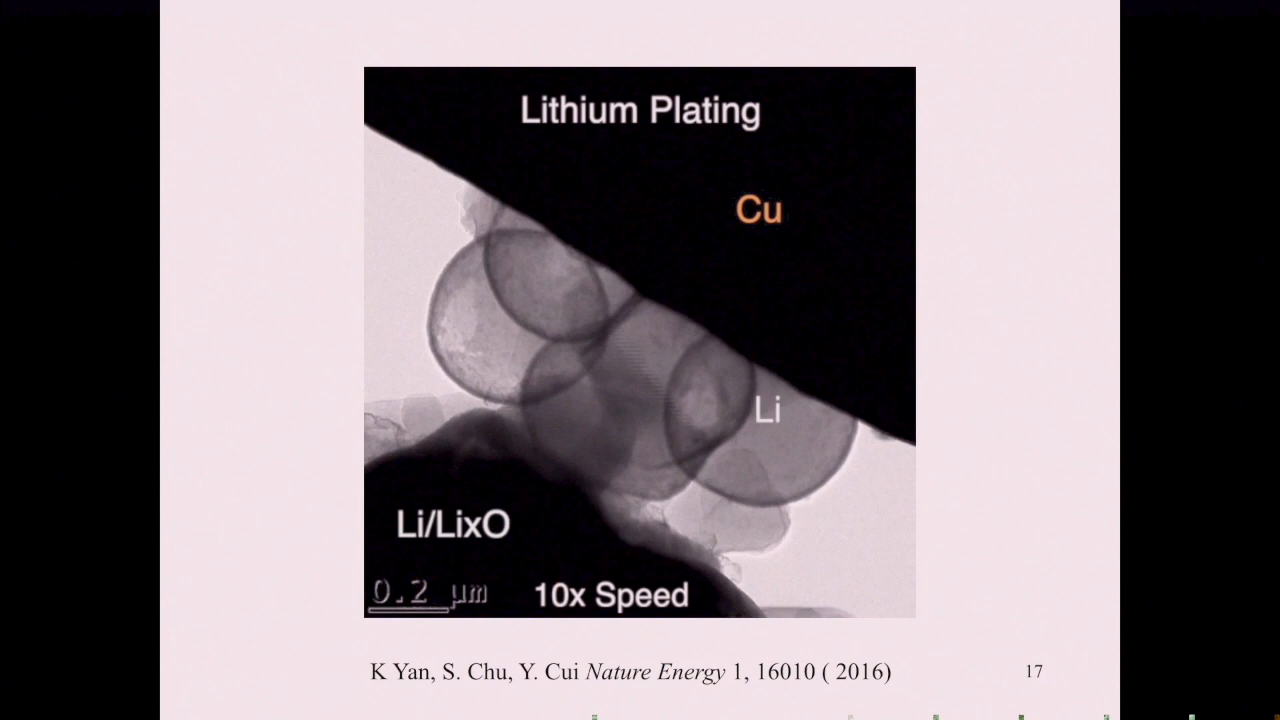 Lithium Plating
Cu
Li
Li/LixO
0.2 µm
10x Speed
K Yan, S. Chu, Y. Cui Nature Energy 1, 16010 ( 2016)
17